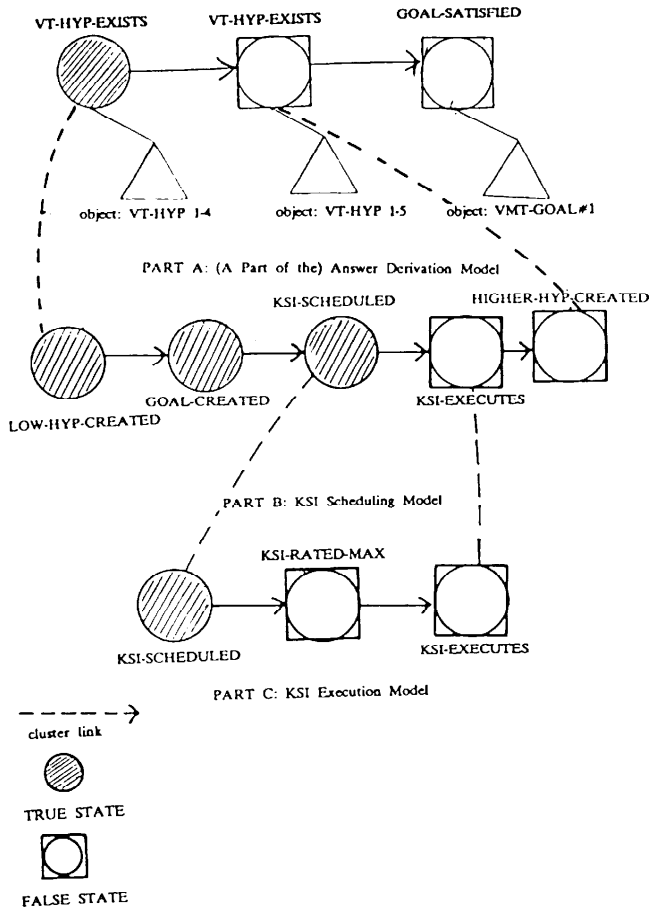 VT-HYP-EXISTS
VT-HYP-EXISTS
GOAL-SATISFIED
object: VT-HYP 1-4
object: VT-HYP 1-5
object: VMT-GOAL#1
PART A: (A Part of the) Answer Derivation Model
KSI-SCHEDULED
HIGHER-HYP-CREATED
LOW-HYP-CREATED
GOAL-CREATED
KSI-EXECUTES
PART B: KSI Scheduling Model
KSI-RATED-MAX
KSI-SCHEDULED
KSI-EXECUTES
PART C: KSI Execution Model
cluster link
TRUE STATE
FALSE STATE